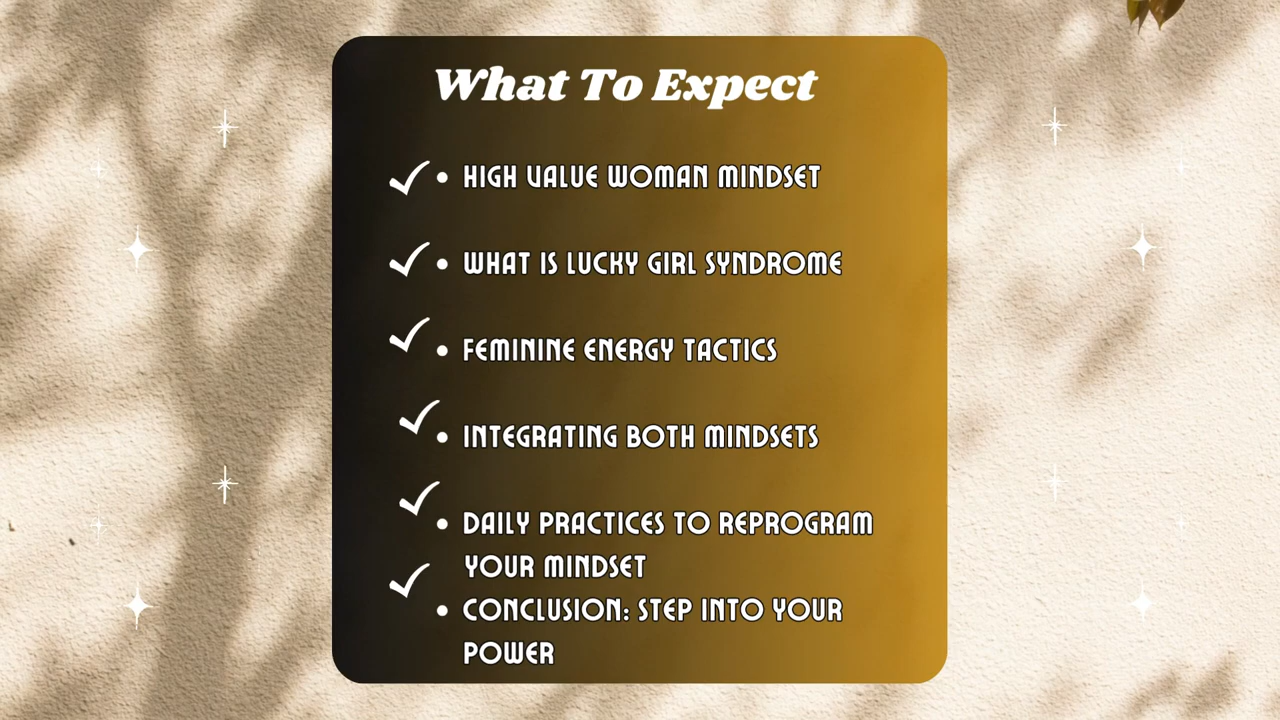 What To Expect
• HIGH VALUE WOMAN MINDSET
• WHAT IS LUCKY GIRL SYNDROME
• FEMININE ENERGY TACTICS
• INTEGRATING BOTH MINDSETS
• DAILY PRACTICES TO REPROGRAM
YOUR MINDSET
• CONCLUSION: STEP INTO YOUR
POWER